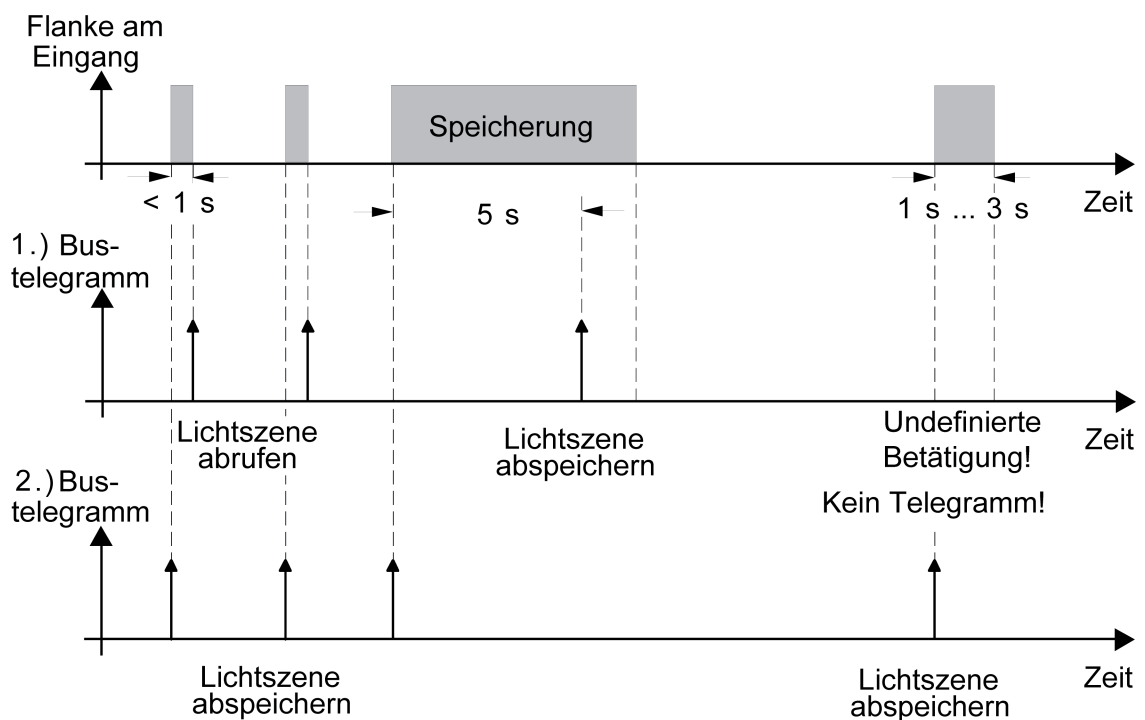 Flanke am
Eingang
Speicherung
< 1 s
5 s
1 s ... 3 s
Zeit
1.) Bus-
telegramm
Lichtszene
abrufen
Lichtszene
abspeichern
Undefinierte
Betätigung!
Kein Telegramm!
Zeit
2.) Bus-
telegramm
Lichtszene
abspeichern
Lichtszene
abspeichern
Zeit